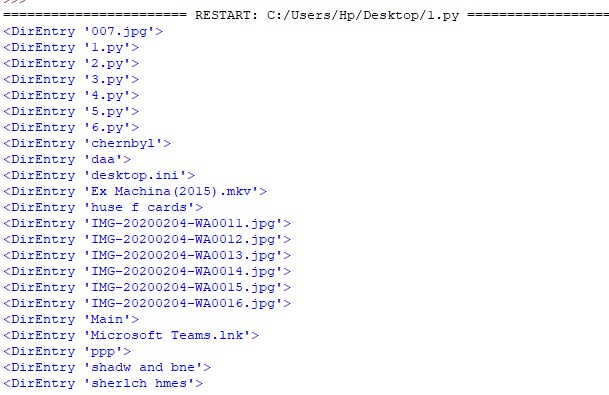 >>>
======================= RESTART: C:/Users/Hp/Desktop/1.py ==================
<DirEntry '007.jpg'>
<DirEntry '1.py'>
<DirEntry '2.py'>
<DirEntry '3.py'>
<DirEntry '4.py'>
<DirEntry '5.py'>
<DirEntry '6.py'>
<DirEntry 'chernbyl'>
<DirEntry 'daa'>
<DirEntry 'desktop.ini'>
<DirEntry 'Ex Machina(2015).mkv'>
<DirEntry 'huse f cards'>
<DirEntry 'IMG-20200204-WA0011.jpg'>
<DirEntry 'IMG-20200204-WA0012.jpg'>
<DirEntry 'IMG-20200204-WA0013.jpg'>
<DirEntry 'IMG-20200204-WA0014.jpg'>
<DirEntry 'IMG-20200204-WA0015.jpg'>
<DirEntry 'IMG-20200204-WA0016.jpg'>
<DirEntry 'Main'>
<DirEntry 'Microsoft Teams.lnk'>
<DirEntry 'ppp'>
<DirEntry 'shadw and bne'>
<DirEntry 'sherlch hmes'>